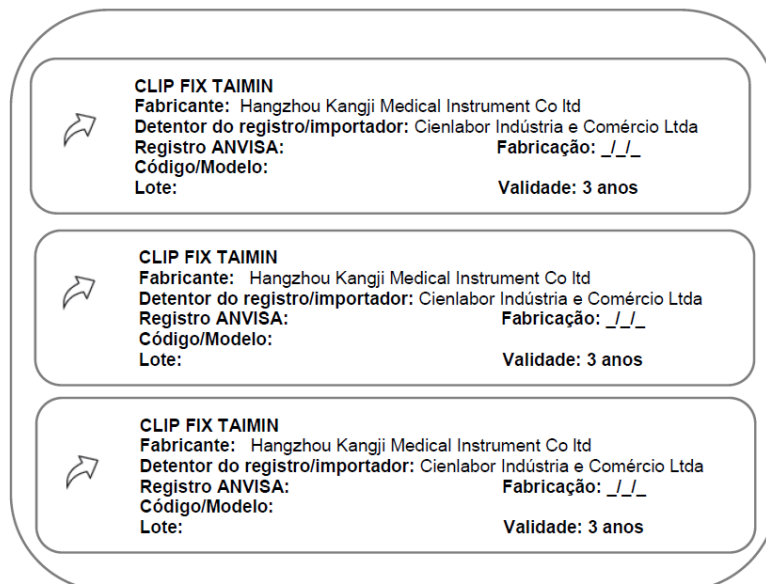 CLIP FIX TAIMIN
Fabricante: Hangzhou Kangji Medical Instrument Co ltd
Detentor do registro/importador: Cienlabor Indústria e Comércio Ltda
Registro ANVISA: Fabricação: _/_/_
Código/Modelo:
Lote: Validade: 3 anos
CLIP FIX TAIMIN
Fabricante: Hangzhou Kangji Medical Instrument Co ltd
Detentor do registro/importador: Cienlabor Indústria e Comércio Ltda
Registro ANVISA: Fabricação: _/_/_
Código/Modelo:
Lote: Validade: 3 anos
CLIP FIX TAIMIN
Fabricante: Hangzhou Kangji Medical Instrument Co ltd
Detentor do registro/importador: Cienlabor Indústria e Comércio Ltda
Registro ANVISA: Fabricação: _/_/_
Código/Modelo:
Lote: Validade: 3 anos